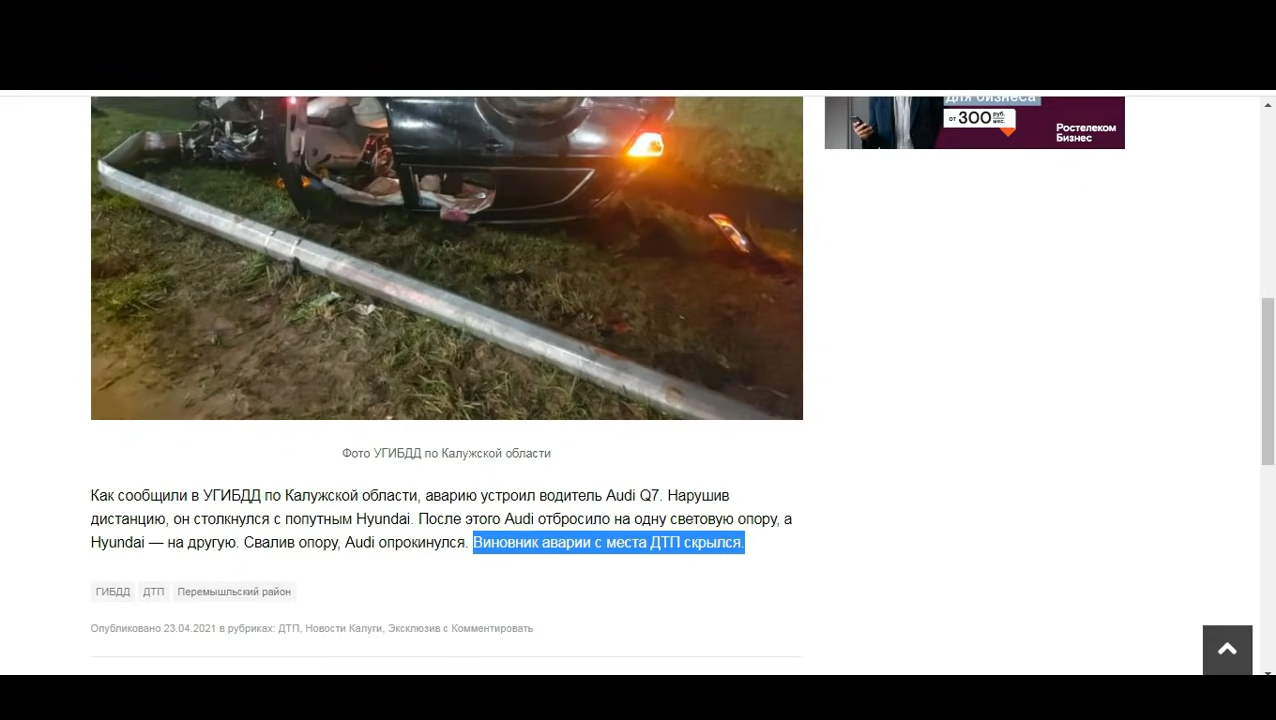 для бизнеса
от 300 руб. мес.
Ростелеком
Бизнес
Фото УГИБДД по Калужской области
Как сообщили в УГИБДД по Калужской области, аварию устроил водитель Audi Q7. Нарушив
дистанцию, он столкнулся с попутным Hyundai. После этого Audi отбросило на одну световую опору, а
Hyundai — на другую. Свалив опору, Audi опрокинулся. Виновник аварии с места ДТП скрылся.
ГИБДД ДТП Перемышльский район
Опубликовано 23.04.2021 в рубриках: ДТП, Новости Калуги, Эксклюзив с Комментировать